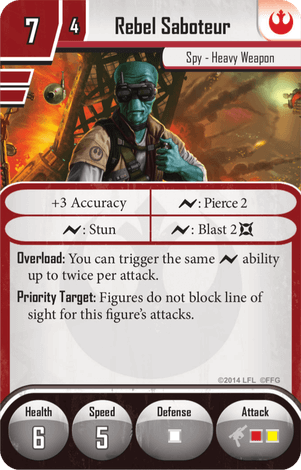 7 4 Rebel Saboteur
Spy - Heavy Weapon
+3 Accuracy : Pierce 2
: Stun : Blast 2
Overload: You can trigger the same ability
up to twice per attack.
Priority Target: Figures do not block line of
sight for this figure's attacks.
©2014 LFL ©FFG
Health Speed Defense Attack
6 5